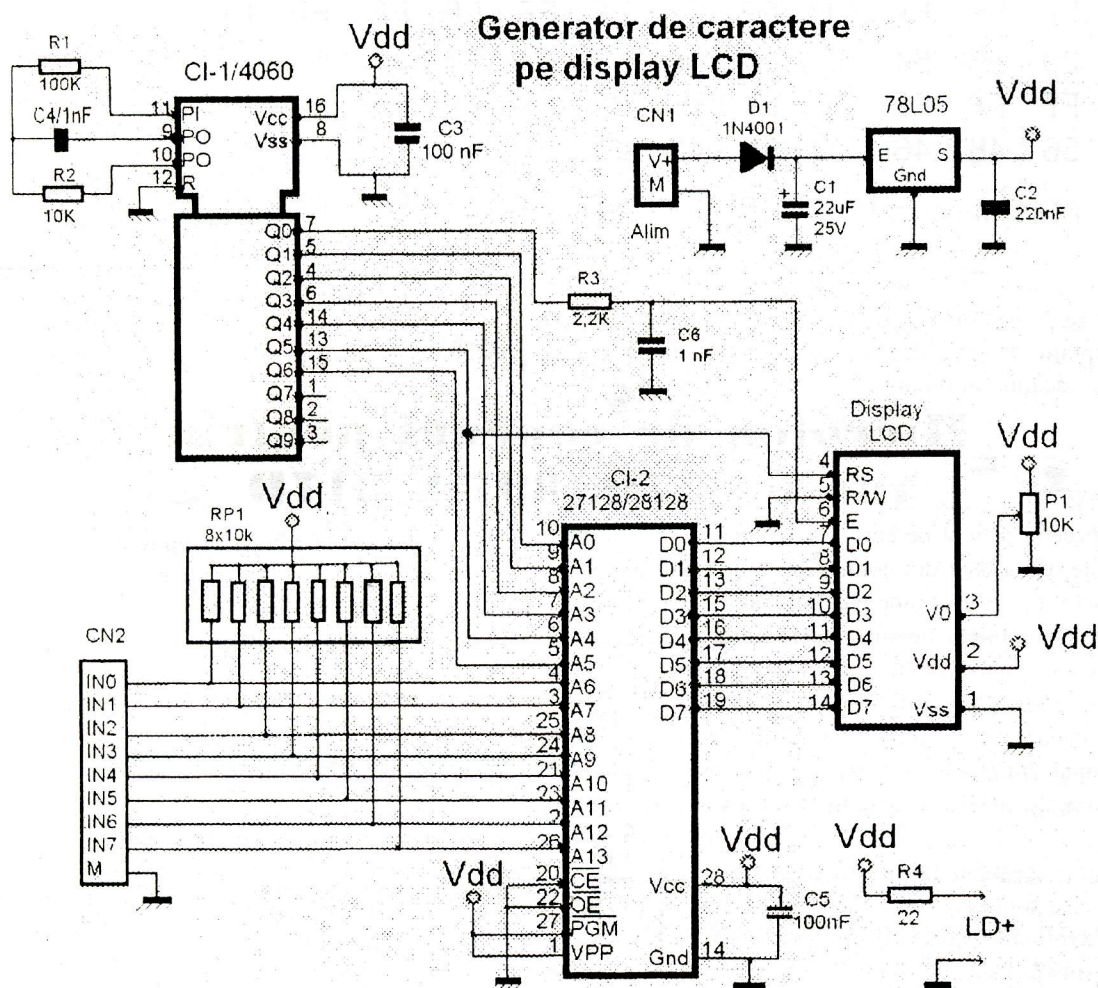 Generator de caractere
pe display LCD
R1
100K
C4/1nF
R2
10K
CI-1/4060
11 PI
9 PO
10 PO
12 R
Vcc 16
Vss 8
Vdd
C3
100 nF
CN1
V+
M
Alim
D1
1N4001
C1
+
22uF
25V
78L05
E S
Gnd
Vdd
C2
220nF
Q0 7
Q1 5
Q2 4
Q3 6
Q4 14
Q5 13
Q6 15
Q7 1
Q8 2
Q9 3
R3
2,2K
C6
1 nF
Vdd
RP1
8x10k
CN2
IN0
IN1
IN2
IN3
IN4
IN5
IN6
IN7
M
CI-2
27128/28128
10 A0
9 A1
8 A2
7 A3
6 A4
5 A5
4 A6
3 A7
25 A8
24 A9
21 A10
23 A11
2 A12
26 A13
20 CE
22 OE
27 PGM
1 VPP
Vdd
D0 11
D1 12
D2 13
D3 15
D4 16
D5 17
D6 18
D7 19
Vcc 28
Gnd 14
Vdd
C5
100nF
Display
LCD
4 RS
5 R/W
6 E
7 D0
8 D1
9 D2
10 D3
11 D4
12 D5
13 D6
14 D7
V0 3
Vdd 2
Vss 1
Vdd
P1
10K
Vdd
Vdd
R4
22
LD+